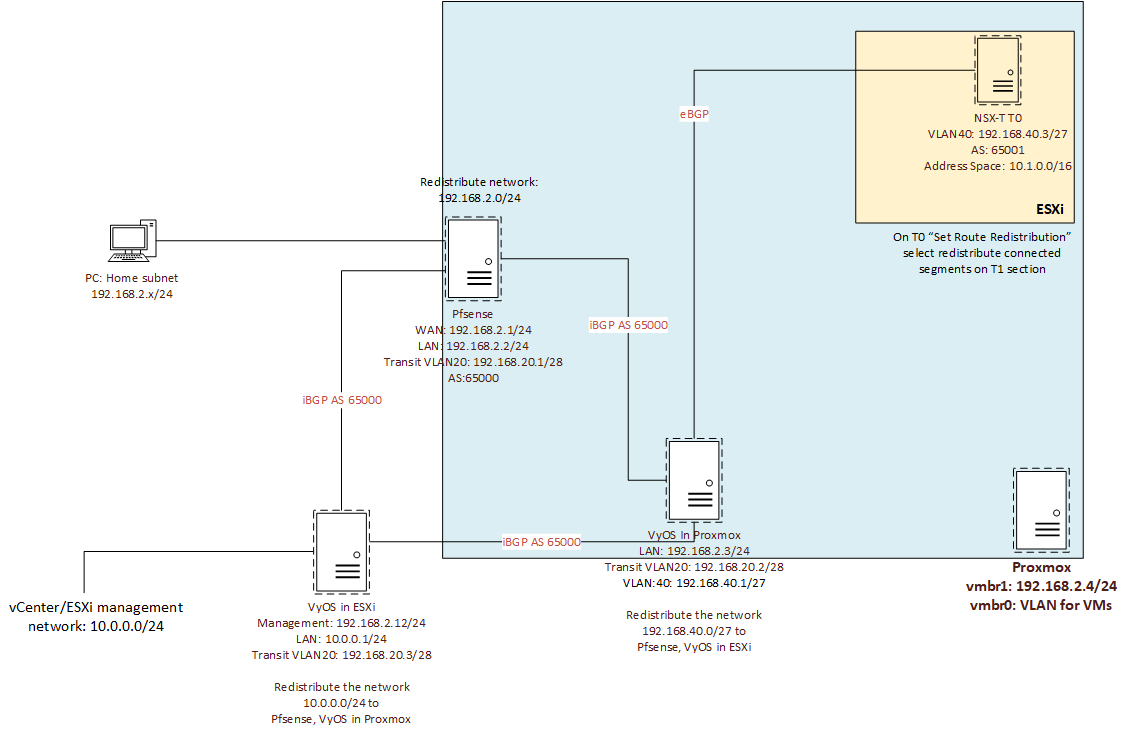 NSX-T T0
VLAN40: 192.168.40.3/27
AS: 65001
Address Space: 10.1.0.0/16
ESXi
On T0 “Set Route Redistribution”
select redistribute connected
segments on T1 section
eBGP
Redistribute network:
192.168.2.0/24
PC: Home subnet
192.168.2.x/24
Pfsense
WAN: 192.168.2.1/24
LAN: 192.168.2.2/24
Transit VLAN20: 192.168.20.1/28
AS:65000
iBGP AS 65000
iBGP AS 65000
iBGP AS 65000
VyOS In Proxmox
LAN: 192.168.2.3/24
Transit VLAN20: 192.168.20.2/28
VLAN:40: 192.168.40.1/27
Redistribute the network
192.168.40.0/27 to
Pfsense, VyOS in ESXi
Proxmox
vmbr1: 192.168.2.4/24
vmbr0: VLAN for VMs
vCenter/ESXi management
network: 10.0.0.0/24
VyOS in ESXi
Management: 192.168.2.12/24
LAN: 10.0.0.1/24
Transit VLAN20: 192.168.20.3/28
Redistribute the network
10.0.0.0/24 to
Pfsense, VyOS in Proxmox